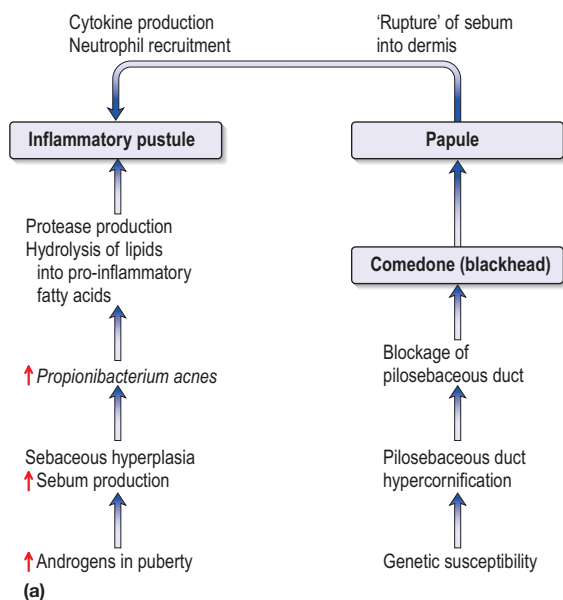 Cytokine production
Neutrophil recruitment
‘Rupture’ of sebum
into dermis
Inflammatory pustule
Papule
Protease production
Hydrolysis of lipids
into pro-inflammatory
fatty acids
Comedone (blackhead)
↑ Propionibacterium acnes
Blockage of
pilosebaceous duct
Sebaceous hyperplasia
↑ Sebum production
Pilosebaceous duct
hypercornification
↑ Androgens in puberty
Genetic susceptibility
(a)